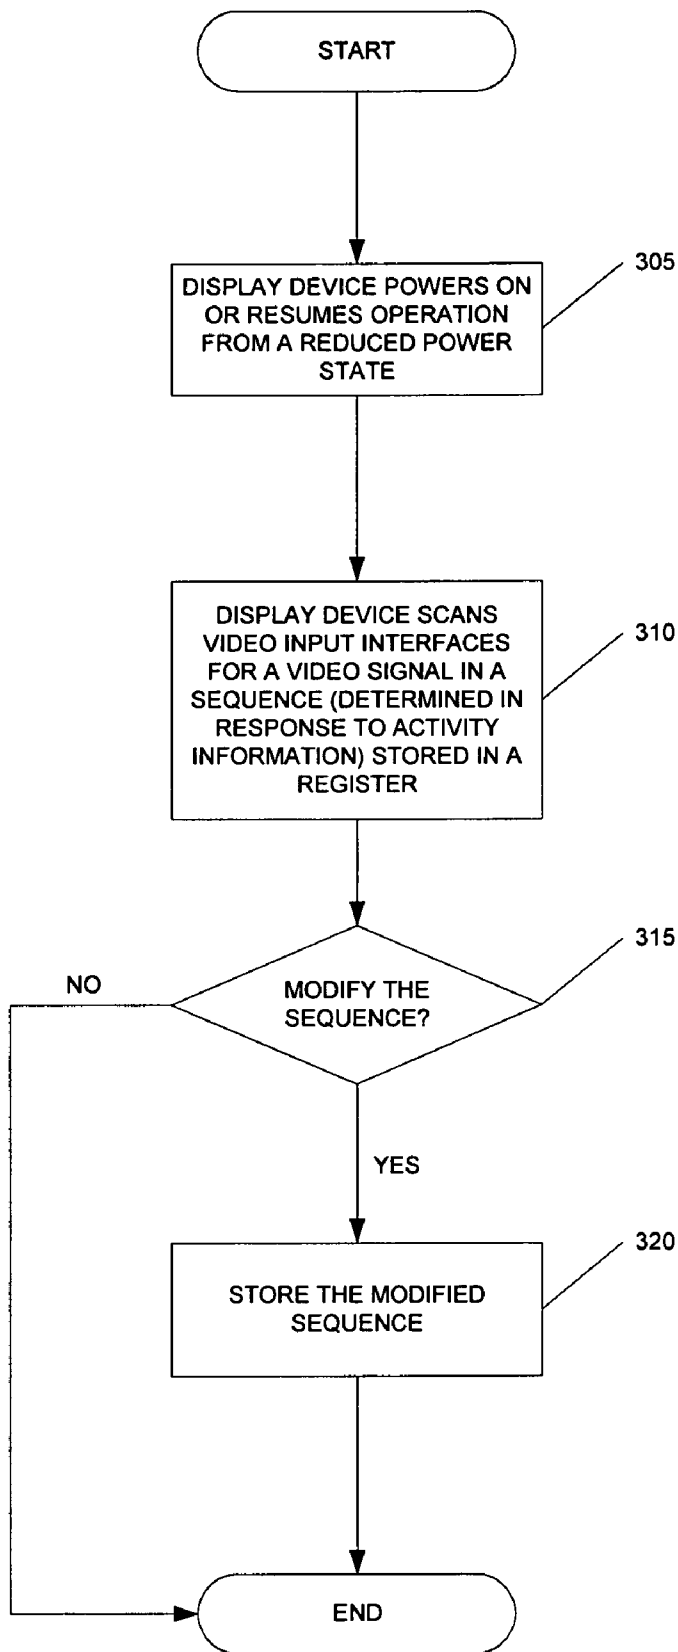 START
305
DISPLAY DEVICE POWERS ON
OR RESUMES OPERATION
FROM A REDUCED POWER
STATE
310
DISPLAY DEVICE SCANS
VIDEO INPUT INTERFACES
FOR A VIDEO SIGNAL IN A
SEQUENCE (DETERMINED IN
RESPONSE TO ACTIVITY
INFORMATION) STORED IN A
REGISTER
315
NO
MODIFY THE
SEQUENCE?
YES
320
STORE THE MODIFIED
SEQUENCE
END